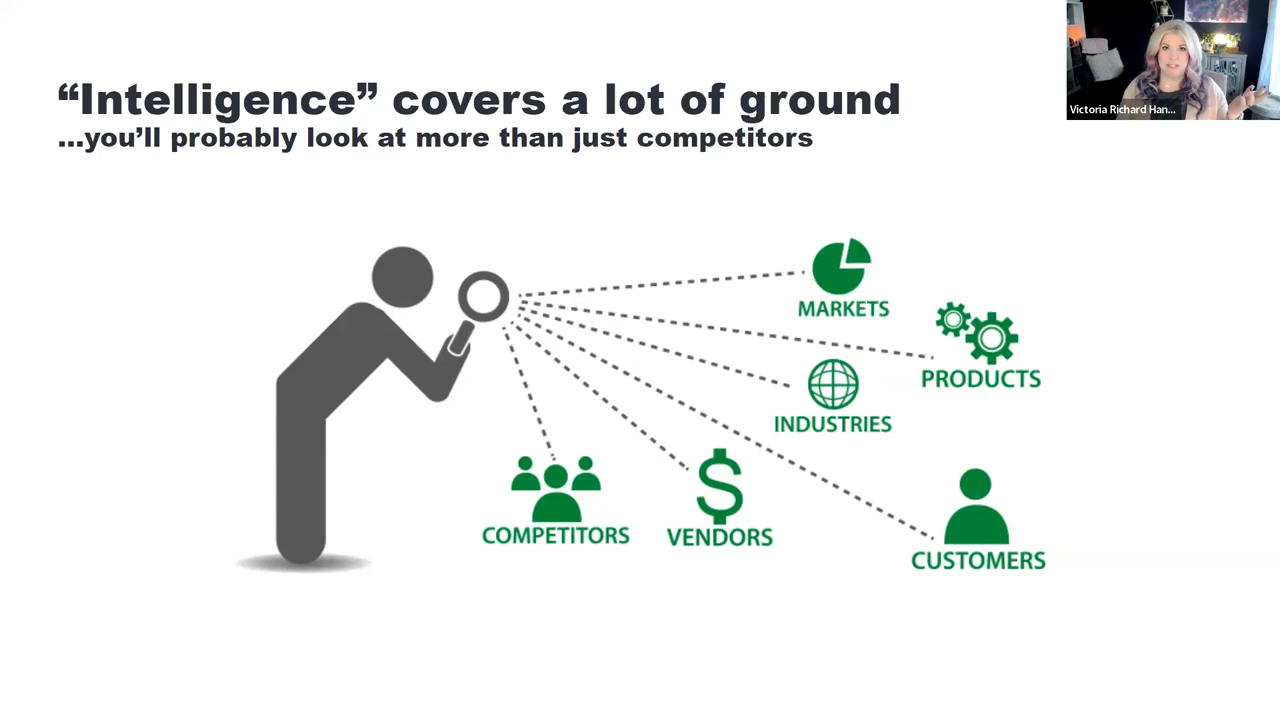 “Intelligence” covers a lot of ground
...you’ll probably look at more than just competitors
Victoria Richard Han...
MARKETS
PRODUCTS
INDUSTRIES
COMPETITORS
VENDORS
CUSTOMERS